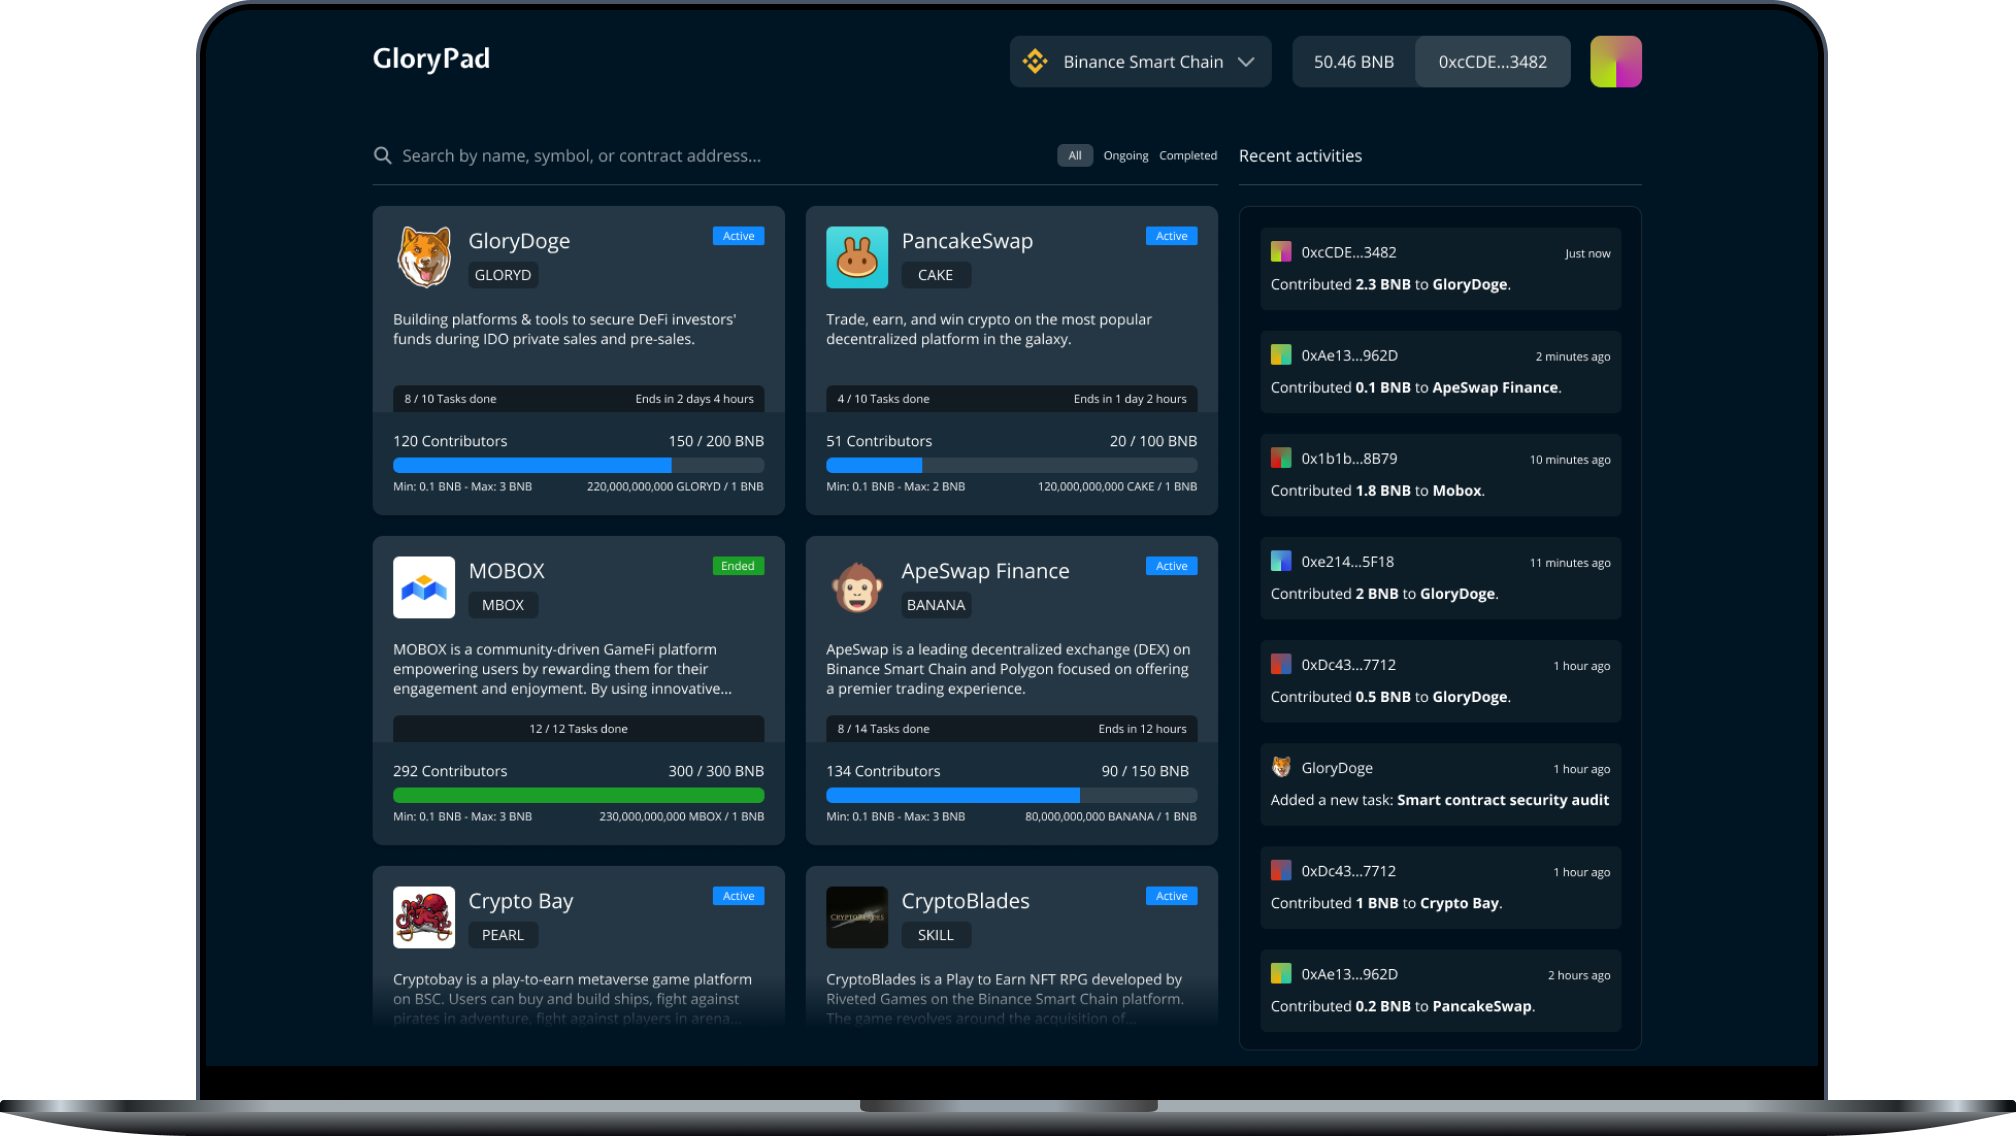 GloryPad
Binance Smart Chain
50.46 BNB
0xcCDE...3482
Search by name, symbol, or contract address...
All
Ongoing
Completed
Recent activities
GloryDoge
Active
GLORYD
Building platforms & tools to secure DeFi investors'
funds during IDO private sales and pre-sales.
8 / 10 Tasks done
Ends in 2 days 4 hours
120 Contributors
150 / 200 BNB
Min: 0.1 BNB - Max: 3 BNB
220,000,000,000 GLORYD / 1 BNB
PancakeSwap
Active
CAKE
Trade, earn, and win crypto on the most popular
decentralized platform in the galaxy.
4 / 10 Tasks done
Ends in 1 day 2 hours
51 Contributors
20 / 100 BNB
Min: 0.1 BNB - Max: 2 BNB
120,000,000,000 CAKE / 1 BNB
MOBOX
Ended
MBOX
MOBOX is a community-driven GameFi platform
empowering users by rewarding them for their
engagement and enjoyment. By using innovative...
12 / 12 Tasks done
292 Contributors
300 / 300 BNB
Min: 0.1 BNB - Max: 3 BNB
230,000,000,000 MBOX / 1 BNB
ApeSwap Finance
Active
BANANA
ApeSwap is a leading decentralized exchange (DEX) on
Binance Smart Chain and Polygon focused on offering
a premier trading experience.
8 / 14 Tasks done
Ends in 12 hours
134 Contributors
90 / 150 BNB
Min: 0.1 BNB - Max: 3 BNB
80,000,000,000 BANANA / 1 BNB
Crypto Bay
Active
PEARL
Cryptobay is a play-to-earn metaverse game platform
on BSC. Users can buy and build ships, fight against
pirates in adventure, fight against players in arena...
CryptoBlades
Active
CRYPTOBLADES
SKILL
CryptoBlades is a Play to Earn NFT RPG developed by
Riveted Games on the Binance Smart Chain platform.
The game revolves around the acquisition of...
0xcCDE...3482
Just now
Contributed 2.3 BNB to GloryDoge.
0xAe13...962D
2 minutes ago
Contributed 0.1 BNB to ApeSwap Finance.
0x1b1b...8B79
10 minutes ago
Contributed 1.8 BNB to Mobox.
0xe214...5F18
11 minutes ago
Contributed 2 BNB to GloryDoge.
0xDc43...7712
1 hour ago
Contributed 0.5 BNB to GloryDoge.
GloryDoge
1 hour ago
Added a new task: Smart contract security audit
0xDc43...7712
1 hour ago
Contributed 1 BNB to Crypto Bay.
0xAe13...962D
2 hours ago
Contributed 0.2 BNB to PancakeSwap.